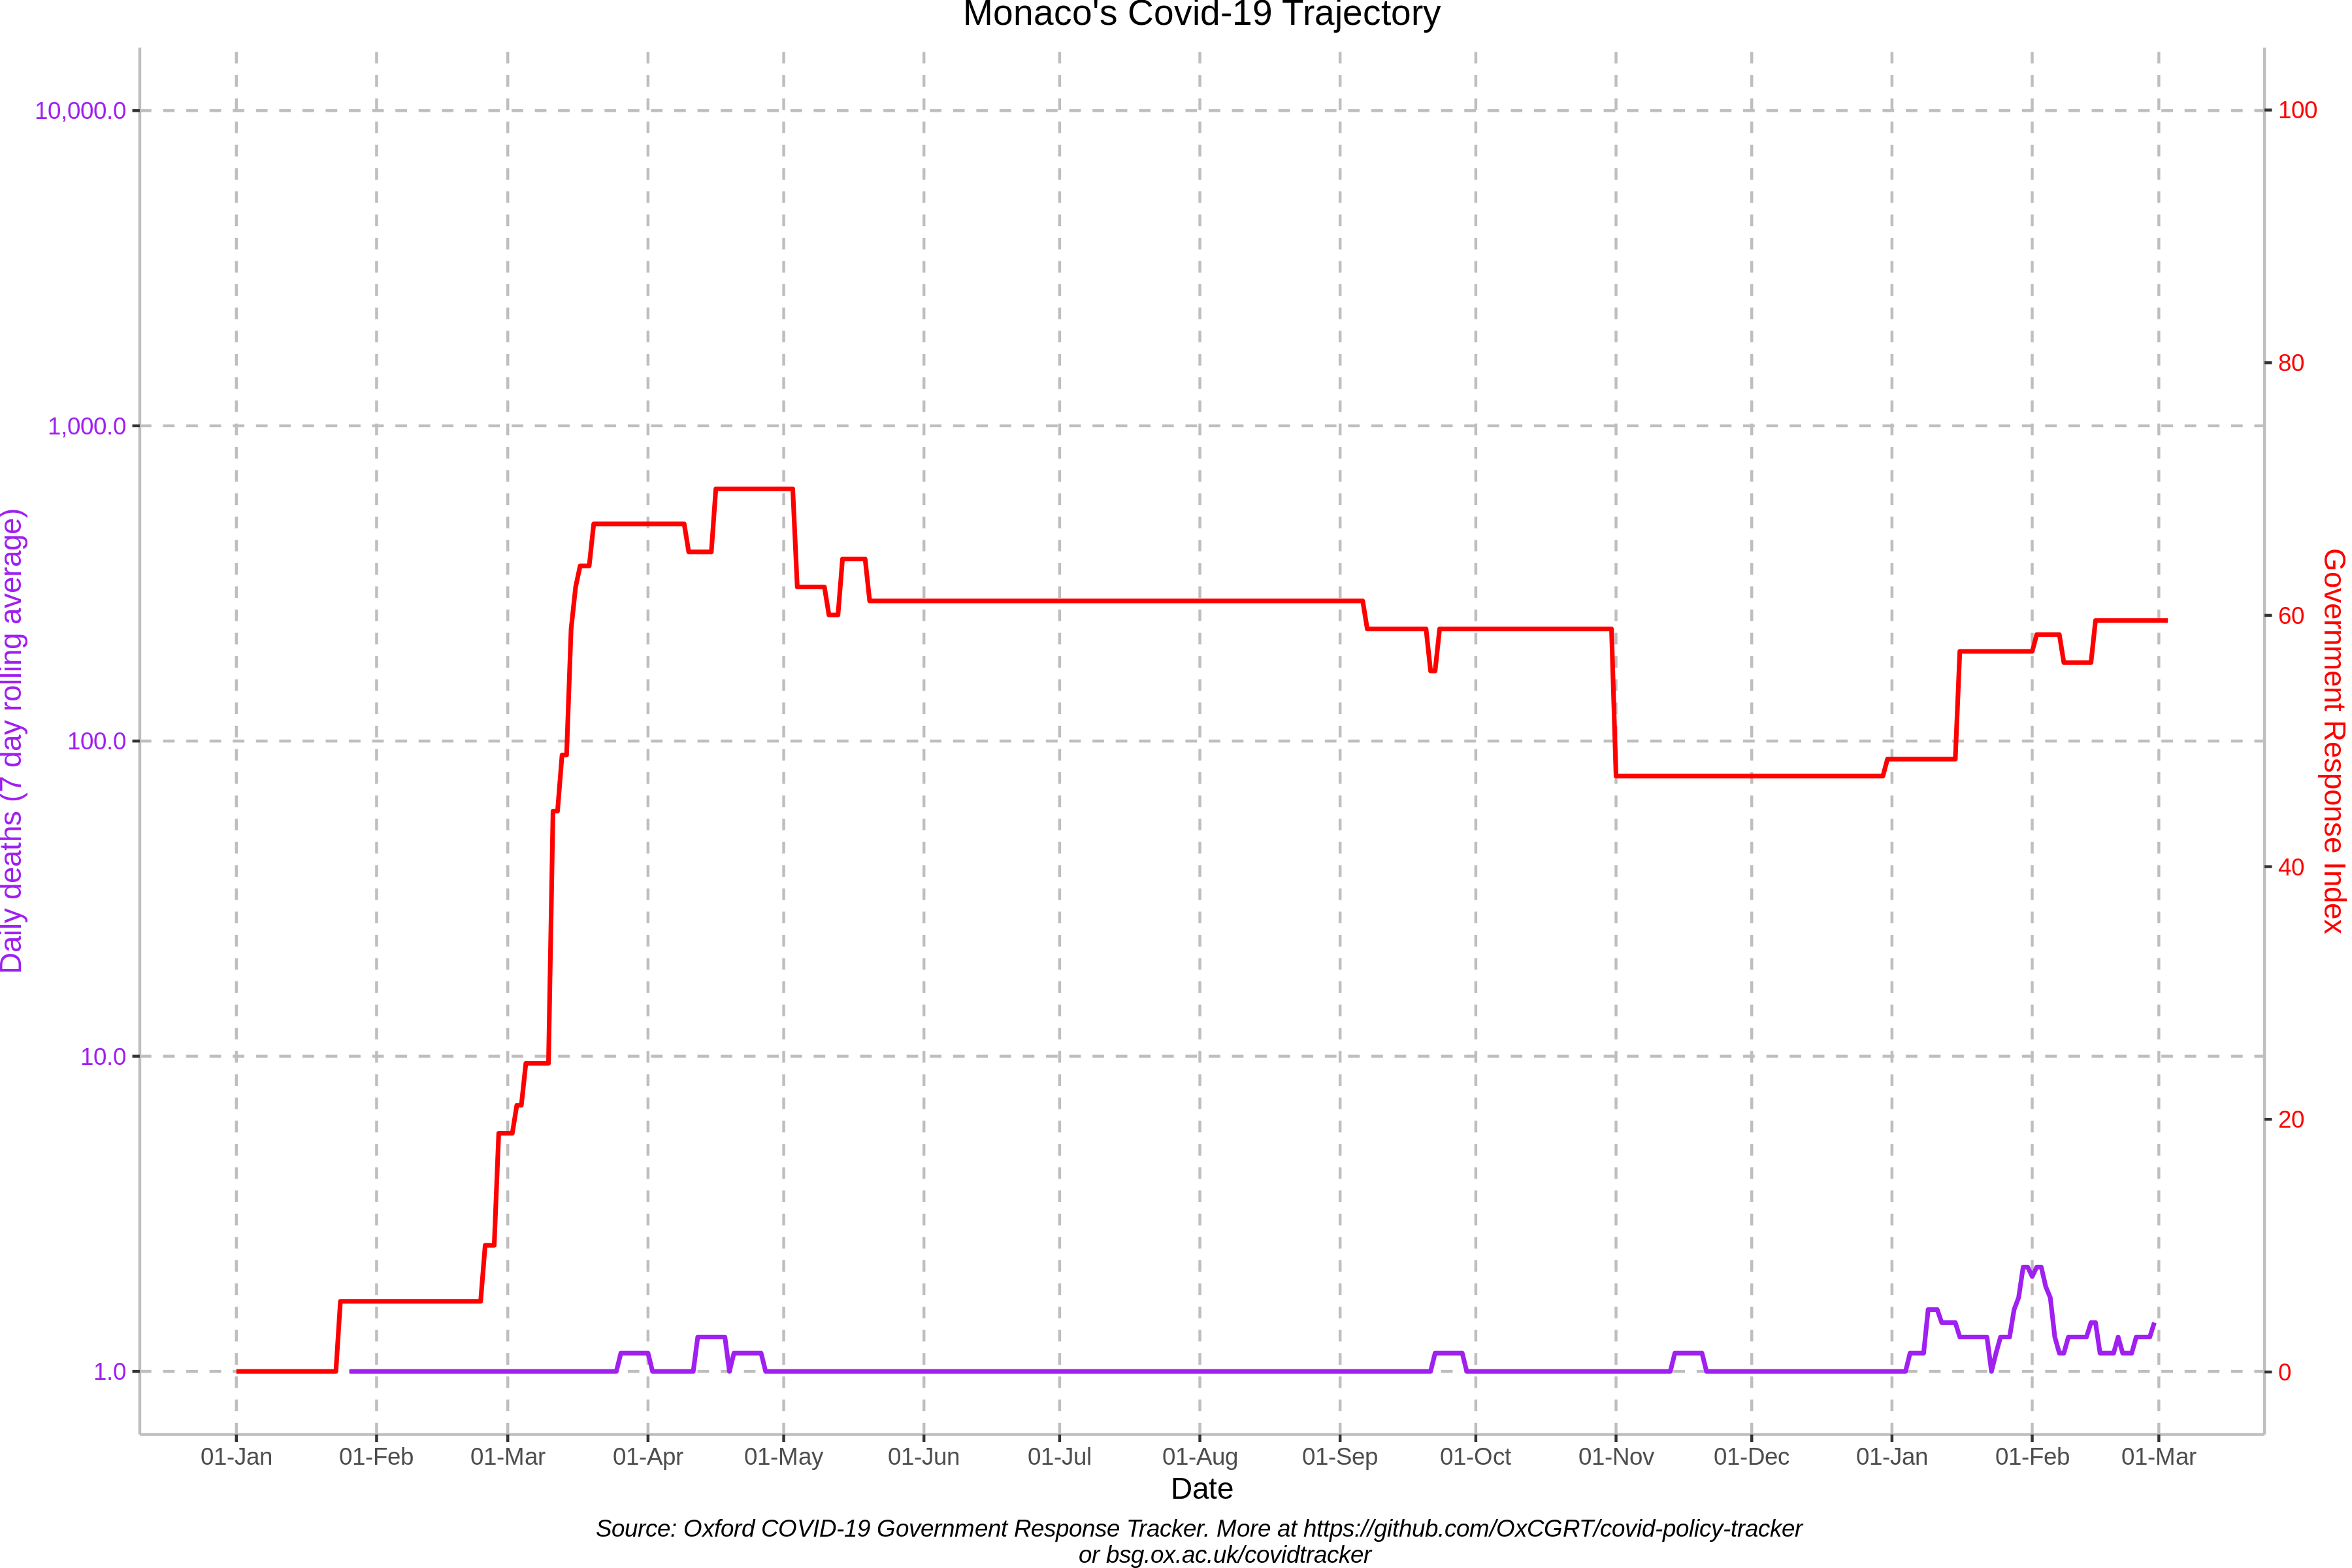 Monaco's Covid-19 Trajectory
10,000.0
1,000.0
100.0
10.0
1.0
Daily deaths (7 day rolling average)
100
80
60
40
20
0
Government Response Index
01-Jan
01-Feb
01-Mar
01-Apr
01-May
01-Jun
01-Jul
01-Aug
01-Sep
01-Oct
01-Nov
01-Dec
01-Jan
01-Feb
01-Mar
Date
Source: Oxford COVID-19 Government Response Tracker. More at https://github.com/OxCGRT/covid-policy-tracker
or bsg.ox.ac.uk/covidtracker